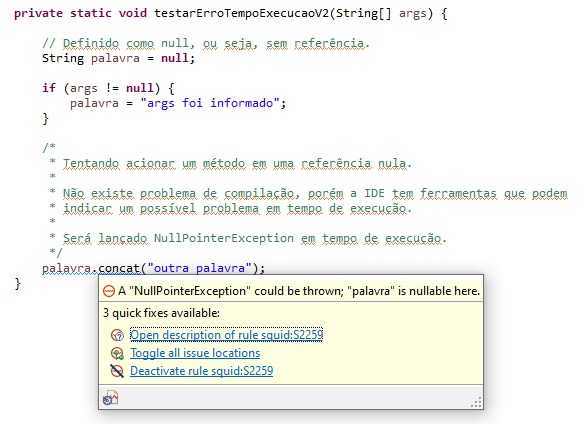 private static void testarErroTempoExecucaoV2(String[] args) {
// Definido como null, ou seja, sem referência.
String palavra = null;
if (args != null) {
palavra = "args foi informado";
}
/*
* Tentando acionar um método em uma referência nula.
*
* Não existe problema de compilação, porém a IDE tem ferramentas que podem
* indicar um possível problema em tempo de execução.
*
* Será lançado NullPointerException em tempo de execução.
*/
palavra.concat("outra palavra");
}
A "NullPointerException" could be thrown; "palavra" is nullable here.
3 quick fixes available:
Open description of rule squid:S2259
Toggle all issue locations
Deactivate rule squid:S2259